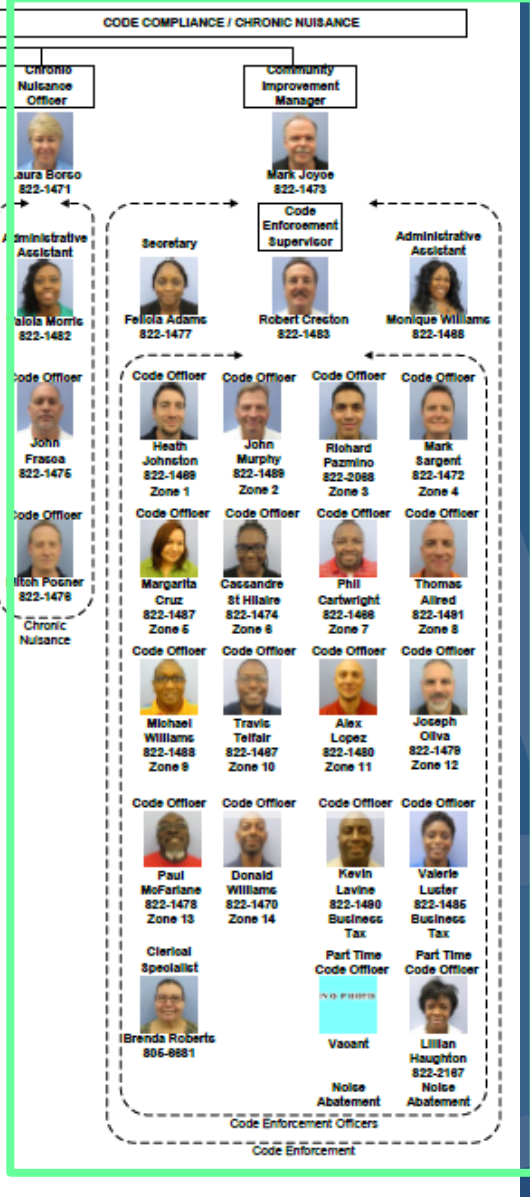 CODE COMPLIANCE / CHRONIC NUISANCE
Chronic
Nuisance
Officer
Laura Borso
822-1471
Community
Improvement
Manager
Mark Joyce
822-1473
Administrative
Assistant
Morris
822-1482
Code Officer
John
Frasca
822-1475
Code Officer
Mitch Posner
822-1476
Chronic
Nuisance
Secretary
Felicia Adams
822-1477
Code
Enforcement
Supervisor
Robert Creston
822-1483
Administrative
Assistant
Monique Williams
822-1468
Code Officer
Heath
Johnston
822-1469
Zone 1
Code Officer
John
Murphy
822-1489
Zone 2
Code Officer
Richard
Pazmino
822-2068
Zone 3
Code Officer
Mark
Sargent
822-1472
Zone 4
Code Officer
Margarita
Cruz
822-1487
Zone 5
Code Officer
Cassandre
St Hilaire
822-1474
Zone 6
Code Officer
Phil
Cartwright
822-1466
Zone 7
Code Officer
Thomas
Allred
822-1491
Zone 8
Code Officer
Michael
Williams
822-1488
Zone 9
Code Officer
Travis
Telfair
822-1467
Zone 10
Code Officer
Alex
Lopez
822-1480
Zone 11
Code Officer
Joseph
Oliva
822-1479
Zone 12
Code Officer
Paul
McFarlane
822-1478
Zone 13
Code Officer
Donald
Williams
822-1470
Zone 14
Code Officer
Kevin
Lavine
822-1490
Business
Tax
Code Officer
Valerie
Luster
822-1485
Business
Tax
Clerical
Specialist
Brenda Roberts
805-6681
Part Time
Code Officer
NO PHOTO
Vacant
Noise
Abatement
Part Time
Code Officer
Lillian
Haughton
822-2167
Noise
Abatement
Code Enforcement Officers
Code Enforcement